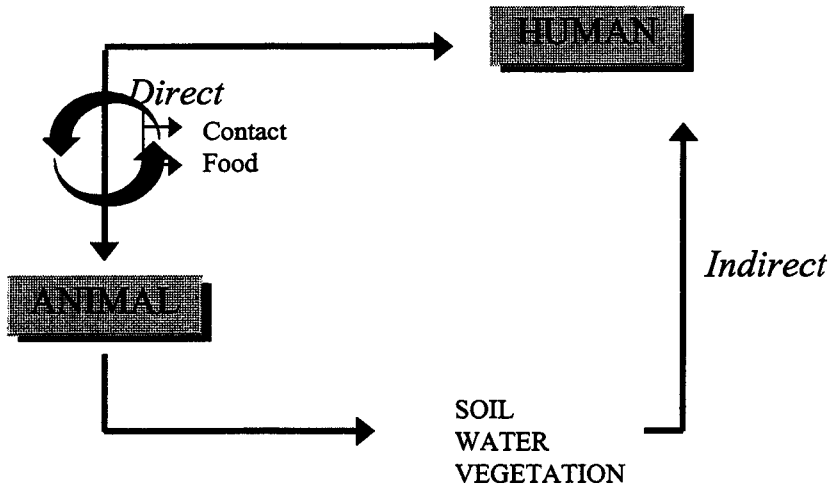 HUMAN
Direct
Contact
Food
Indirect
ANIMAL
SOIL
WATER
VEGETATION